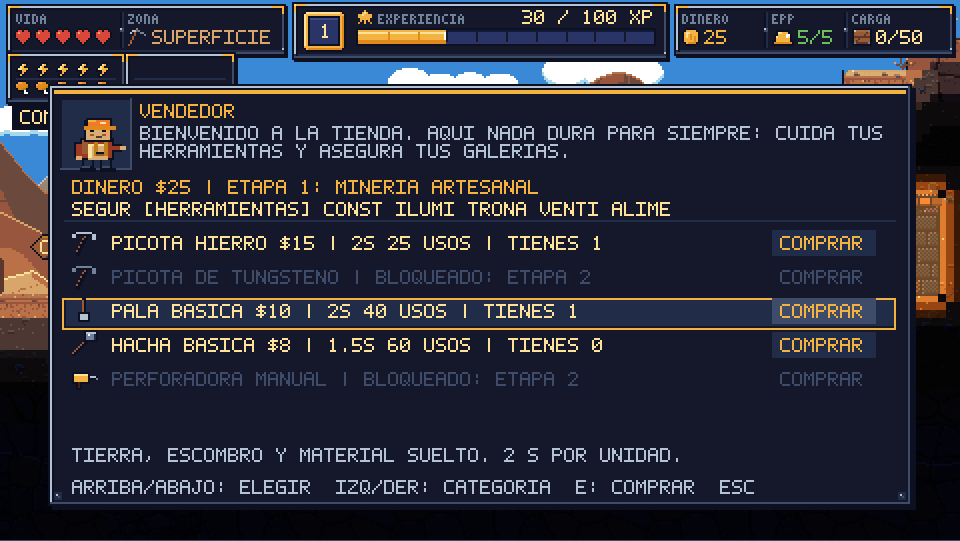 VIDA
ZONA
SUPERFICIE
1
EXPERIENCIA
30 / 100 XP
DINERO
25
EPP
5/5
CARGA
0/50
VENDEDOR
BIENVENIDO A LA TIENDA. AQUI NADA DURA PARA SIEMPRE: CUIDA TUS
HERRAMIENTAS Y ASEGURA TUS GALERIAS.
DINERO $25 | ETAPA 1: MINERIA ARTESANAL
SEGUR [HERRAMIENTAS] CONST ILUMI TRONA VENTI ALIME
PICOTA HIERRO $15 | 2S 25 USOS | TIENES 1 COMPRAR
PICOTA DE TUNGSTENO | BLOQUEADO: ETAPA 2 COMPRAR
PALA BASICA $10 | 2S 40 USOS | TIENES 1 COMPRAR
HACHA BASICA $8 | 1.5S 60 USOS | TIENES 0 COMPRAR
PERFORADORA MANUAL | BLOQUEADO: ETAPA 2 COMPRAR
TIERRA, ESCOMBRO Y MATERIAL SUELTO. 2 S POR UNIDAD.
ARRIBA/ABAJO: ELEGIR IZQ/DER: CATEGORIA E: COMPRAR ESC